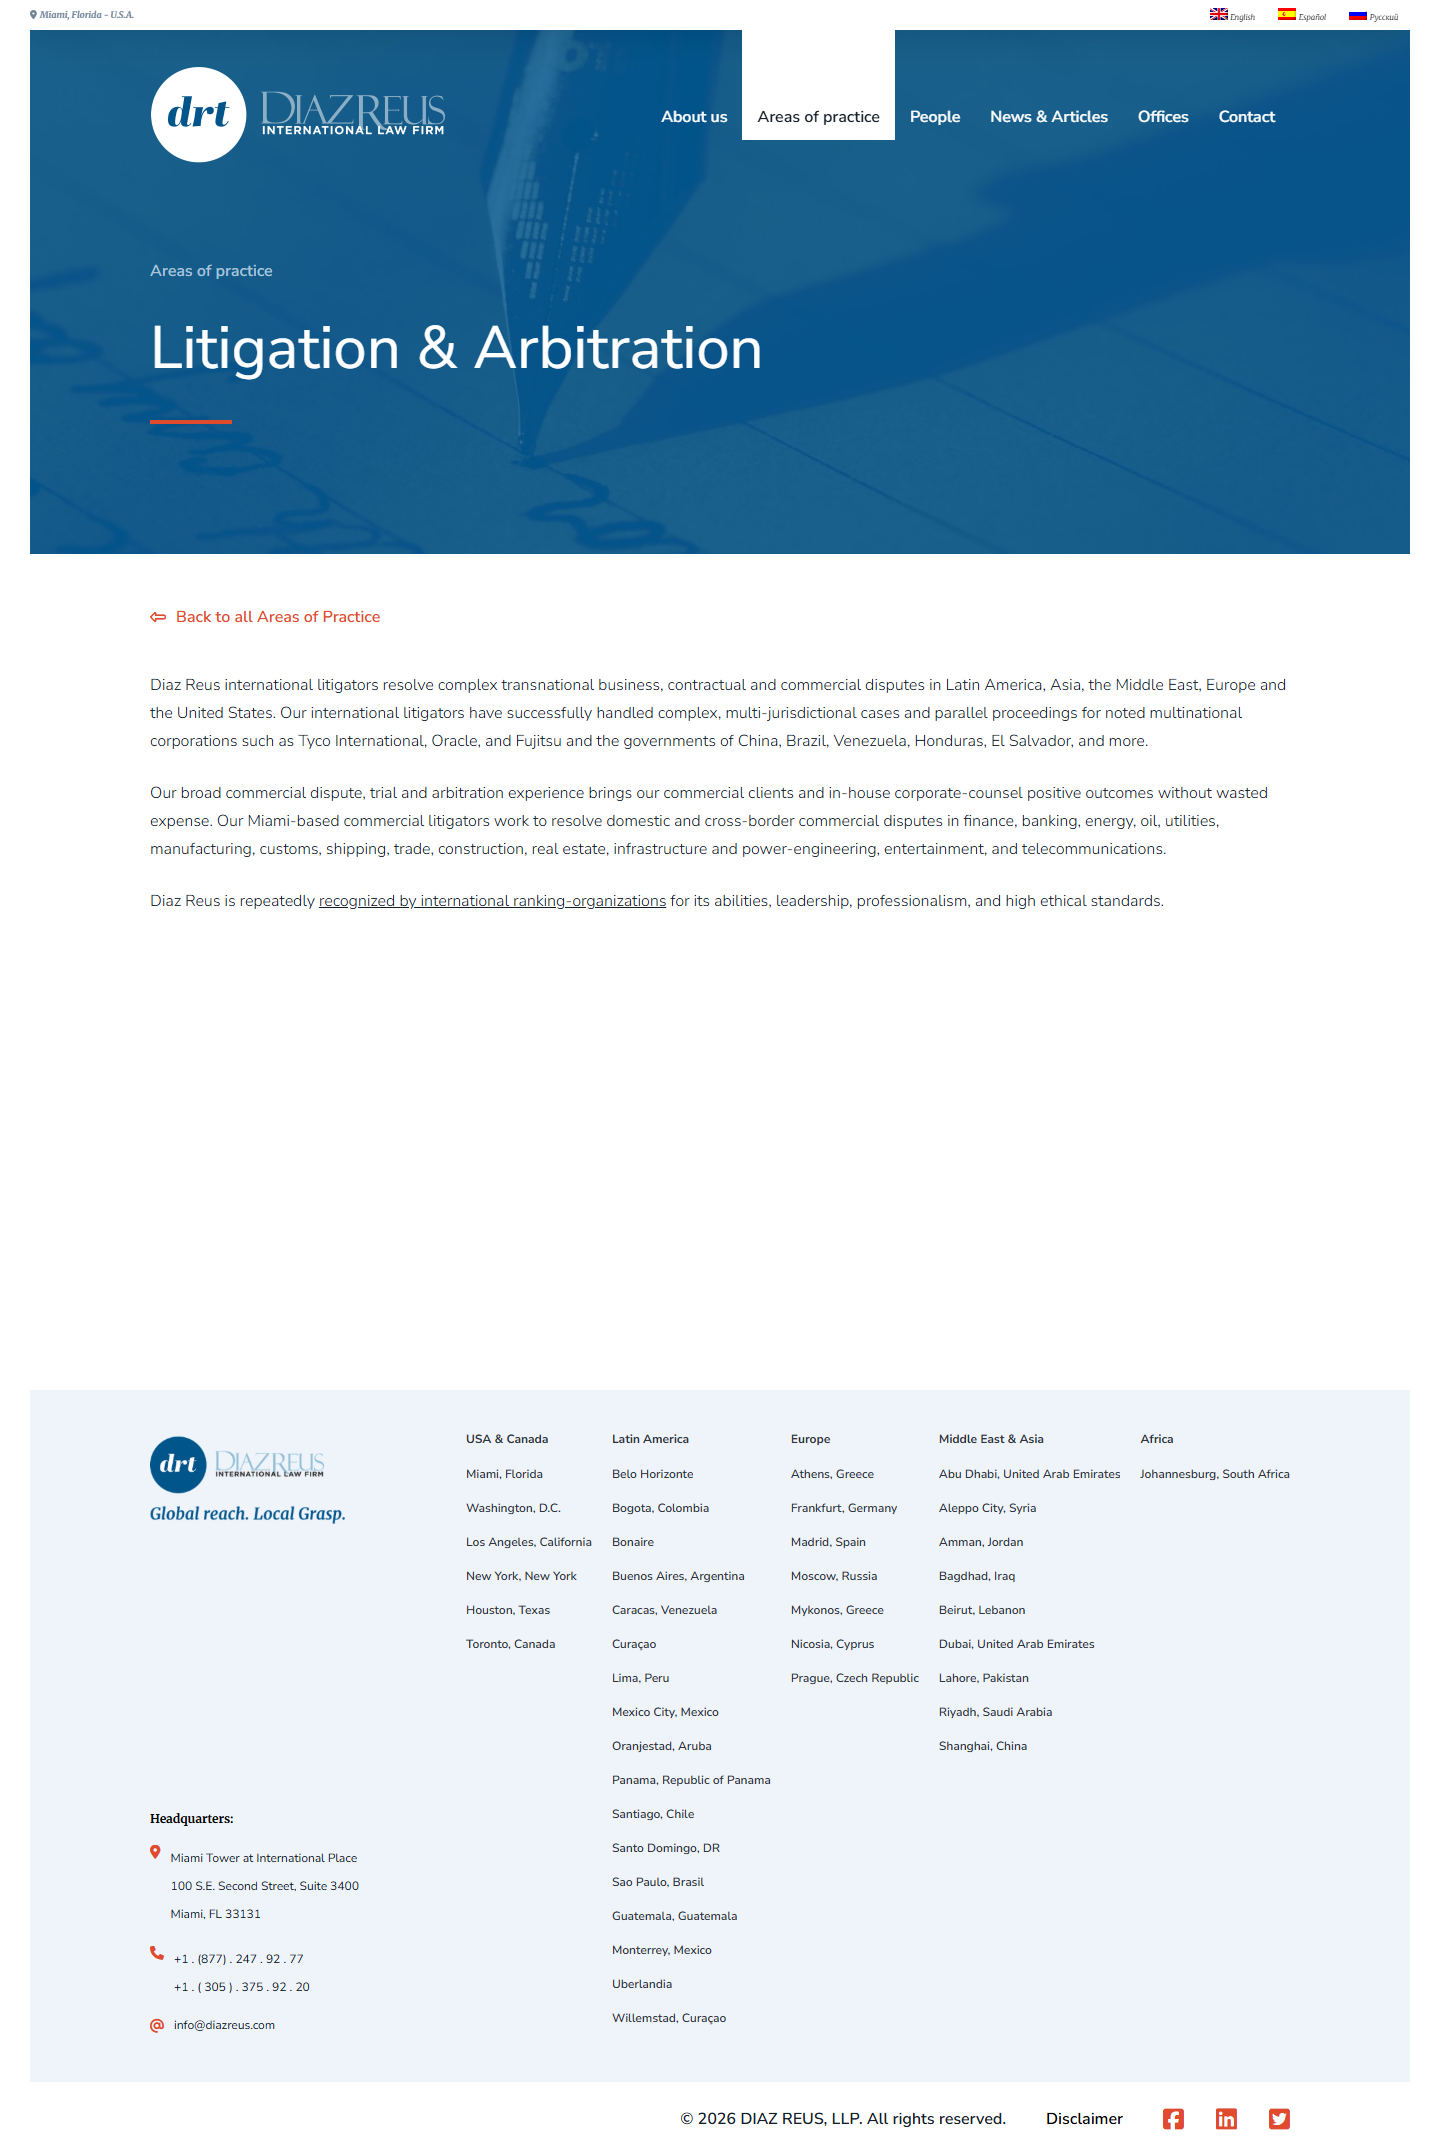 Miami, Florida - U.S.A.
English Español Русский
drt DIAZREUS
INTERNATIONAL LAW FIRM
About us Areas of practice People News & Articles Offices Contact
Areas of practice
Litigation & Arbitration
Back to all Areas of Practice
Diaz Reus international litigators resolve complex transnational business, contractual and commercial disputes in Latin America, Asia, the Middle East, Europe and
the United States. Our international litigators have successfully handled complex, multi-jurisdictional cases and parallel proceedings for noted multinational
corporations such as Tyco International, Oracle, and Fujitsu and the governments of China, Brazil, Venezuela, Honduras, El Salvador, and more.
Our broad commercial dispute, trial and arbitration experience brings our commercial clients and in-house corporate-counsel positive outcomes without wasted
expense. Our Miami-based commercial litigators work to resolve domestic and cross-border commercial disputes in finance, banking, energy, oil, utilities,
manufacturing, customs, shipping, trade, construction, real estate, infrastructure and power-engineering, entertainment, and telecommunications.
Diaz Reus is repeatedly recognized by international ranking-organizations for its abilities, leadership, professionalism, and high ethical standards.
drt DIAZREUS
INTERNATIONAL LAW FIRM
Global reach. Local Grasp.
Headquarters:
Miami Tower at International Place
100 S.E. Second Street, Suite 3400
Miami, FL 33131
+1 . (877) . 247 . 92 . 77
+1 . ( 305 ) . 375 . 92 . 20
info@diazreus.com
USA & Canada
Miami, Florida
Washington, D.C.
Los Angeles, California
New York, New York
Houston, Texas
Toronto, Canada
Latin America
Belo Horizonte
Bogota, Colombia
Bonaire
Buenos Aires, Argentina
Caracas, Venezuela
Curaçao
Lima, Peru
Mexico City, Mexico
Oranjestad, Aruba
Panama, Republic of Panama
Santiago, Chile
Santo Domingo, DR
Sao Paulo, Brasil
Guatemala, Guatemala
Monterrey, Mexico
Uberlandia
Willemstad, Curaçao
Europe
Athens, Greece
Frankfurt, Germany
Madrid, Spain
Moscow, Russia
Mykonos, Greece
Nicosia, Cyprus
Prague, Czech Republic
Middle East & Asia
Abu Dhabi, United Arab Emirates
Aleppo City, Syria
Amman, Jordan
Bagdhad, Iraq
Beirut, Lebanon
Dubai, United Arab Emirates
Lahore, Pakistan
Riyadh, Saudi Arabia
Shanghai, China
Africa
Johannesburg, South Africa
© 2026 DIAZ REUS, LLP. All rights reserved. Disclaimer